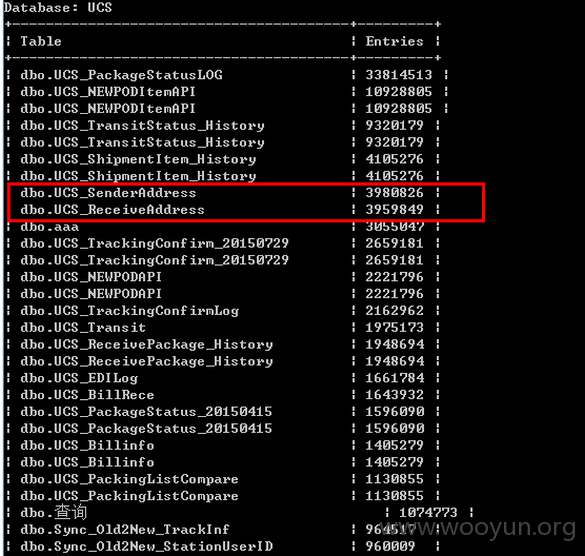 Database: UCS
+--------------------------------------+---------+
| Table | Entries |
+--------------------------------------+---------+
| dbo.UCS_PackageStatusLOG | 33814513 |
| dbo.UCS_NEWPODItemAPI | 10928805 |
| dbo.UCS_NEWPODItemAPI | 10928805 |
| dbo.UCS_TransitStatus_History | 9320179 |
| dbo.UCS_TransitStatus_History | 9320179 |
| dbo.UCS_ShipmentItem_History | 4105276 |
| dbo.UCS_ShipmentItem_History | 4105276 |
| dbo.UCS_SenderAddress | 3980826 |
| dbo.UCS_ReceiveAddress | 3959849 |
| dbo.aaa | 3055047 |
| dbo.UCS_TrackingConfirm_20150729 | 2659181 |
| dbo.UCS_TrackingConfirm_20150729 | 2659181 |
| dbo.UCS_NEWPODAPI | 2221796 |
| dbo.UCS_NEWPODAPI | 2221796 |
| dbo.UCS_TrackingConfirmLog | 2162962 |
| dbo.UCS_Transit | 1975173 |
| dbo.UCS_ReceivePackage_History | 1948694 |
| dbo.UCS_ReceivePackage_History | 1948694 |
| dbo.UCS_EDILog | 1661784 |
| dbo.UCS_BillRece | 1643932 |
| dbo.UCS_PackageStatus_20150415 | 1596090 |
| dbo.UCS_PackageStatus_20150415 | 1596090 |
| dbo.UCS_Billinfo | 1405279 |
| dbo.UCS_Billinfo | 1405279 |
| dbo.UCS_PackingListCompare | 1130855 |
| dbo.UCS_PackingListCompare | 1130855 |
| dbo.查询 | 1074773 |
| dbo.Sync_Old2New_TrackInf | 964517 |
www.wooyun.org
| dbo.Sync_Old2New_StationUserID | 960009 |